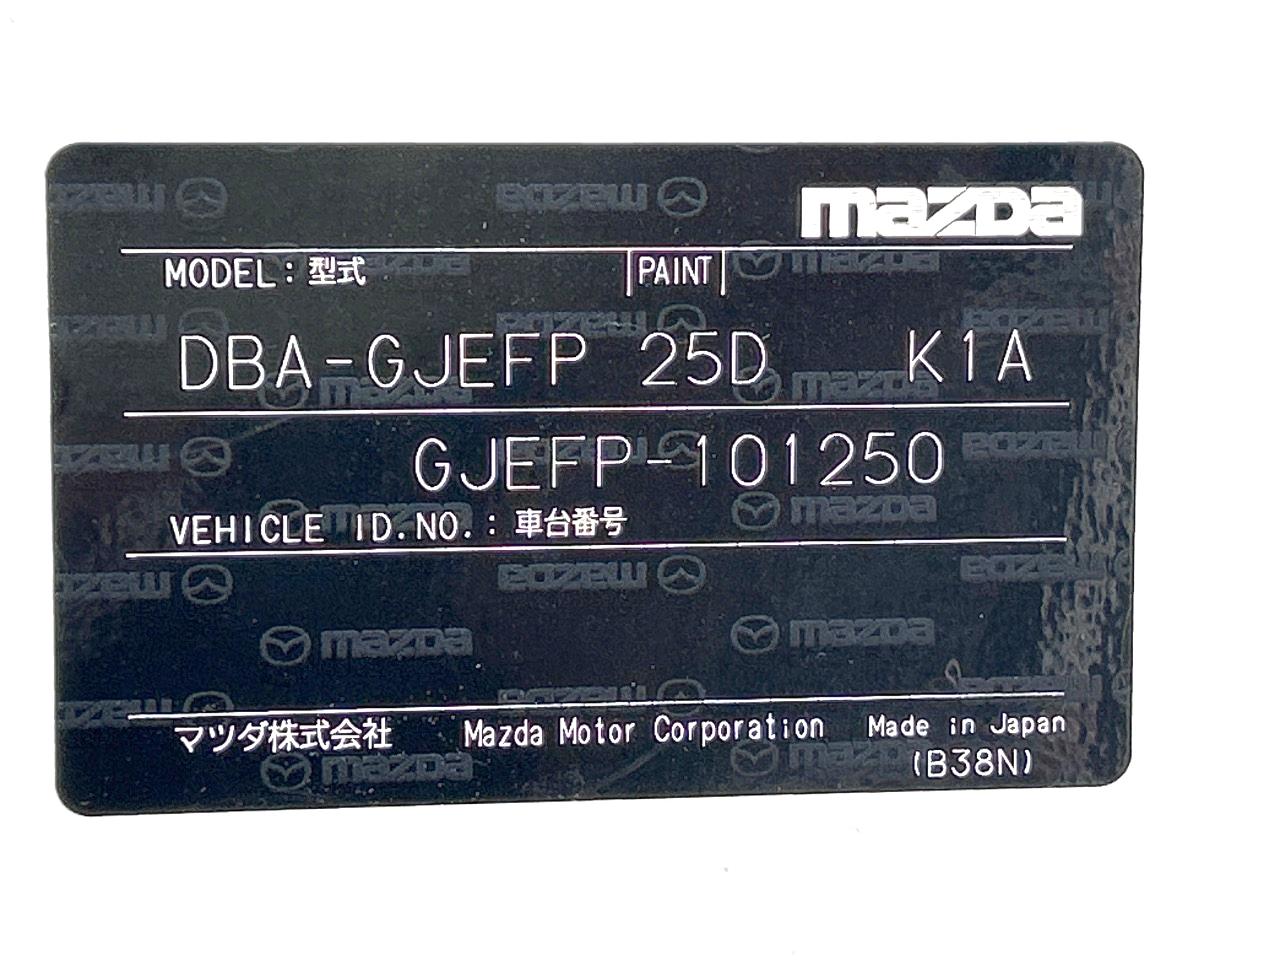 mazda
MODEL：型式 PAINT
DBA-GJEFP 25D K1A
GJEFP-101250
VEHICLE ID.NO.：車台番号
マツダ株式会社 Mazda Motor Corporation Made in Japan
(B38N)